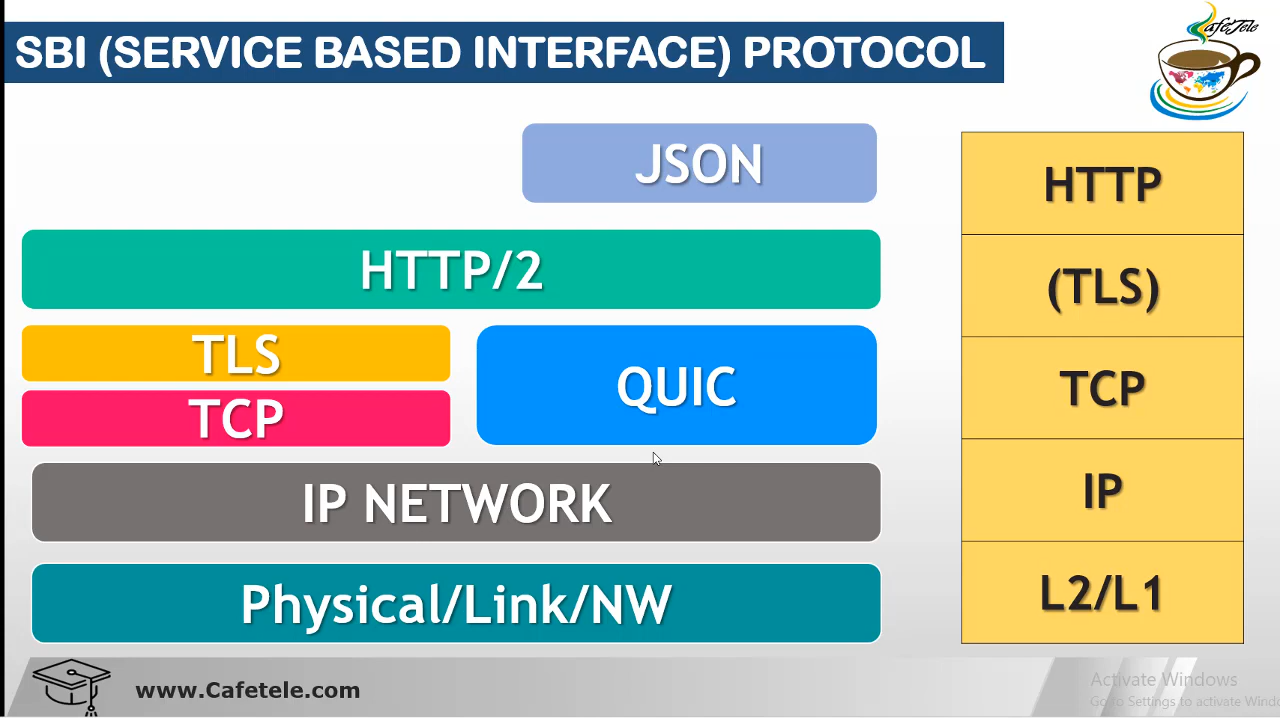 SBI (SERVICE BASED INTERFACE) PROTOCOL
CafeTele
JSON
HTTP/2
TLS
TCP
QUIC
IP NETWORK
Physical/Link/NW
HTTP
(TLS)
TCP
IP
L2/L1
www.Cafetele.com
Activate Windows
Go to Settings to activate Wind